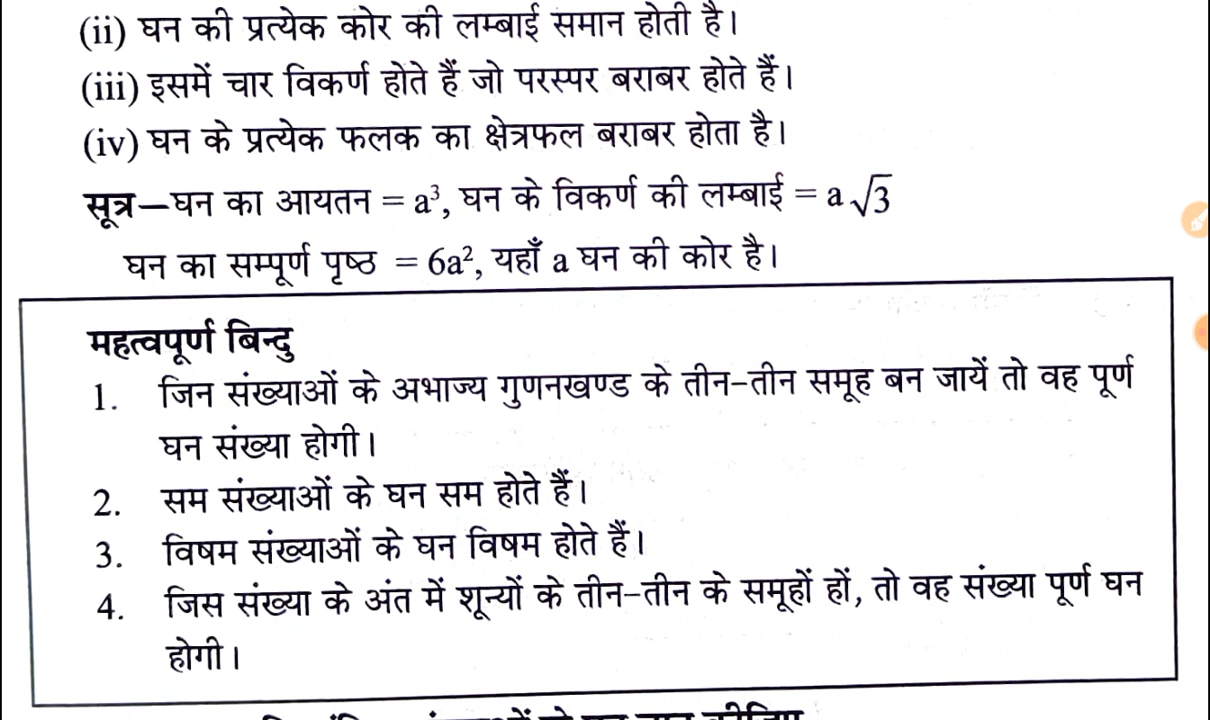 (ii) घन की प्रत्येक कोर की लम्बाई समान होती है।
(iii) इसमें चार विकर्ण होते हैं जो परस्पर बराबर होते हैं।
(iv) घन के प्रत्येक फलक का क्षेत्रफल बराबर होता है।
सूत्र—घन का आयतन = a³, घन के विकर्ण की लम्बाई = a √3
घन का सम्पूर्ण पृष्ठ = 6a², यहाँ a घन की कोर है।
महत्वपूर्ण बिन्दु
1. जिन संख्याओं के अभाज्य गुणनखण्ड के तीन-तीन समूह बन जायें तो वह पूर्ण
घन संख्या होगी।
2. सम संख्याओं के घन सम होते हैं।
3. विषम संख्याओं के घन विषम होते हैं।
4. जिस संख्या के अंत में शून्यों के तीन-तीन के समूहों हों, तो वह संख्या पूर्ण घन
होगी।